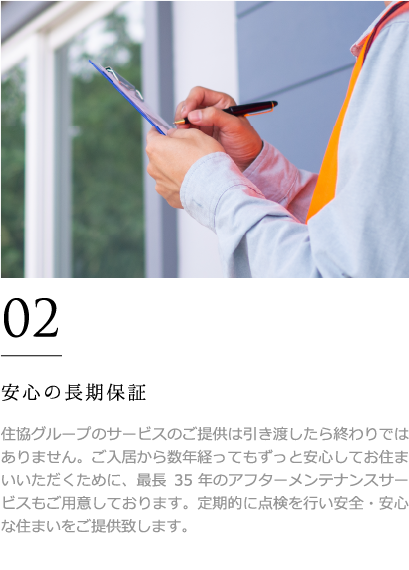 02
安心の長期保証
住協グループのサービスのご提供は引き渡したら終わりでは
ありません。ご入居から数年経ってもずっと安心してお住ま
いいただくために、最長 35 年のアフターメンテナンスサー
ビスもご用意しております。定期的に点検を行い安全・安心
な住まいをご提供致します。